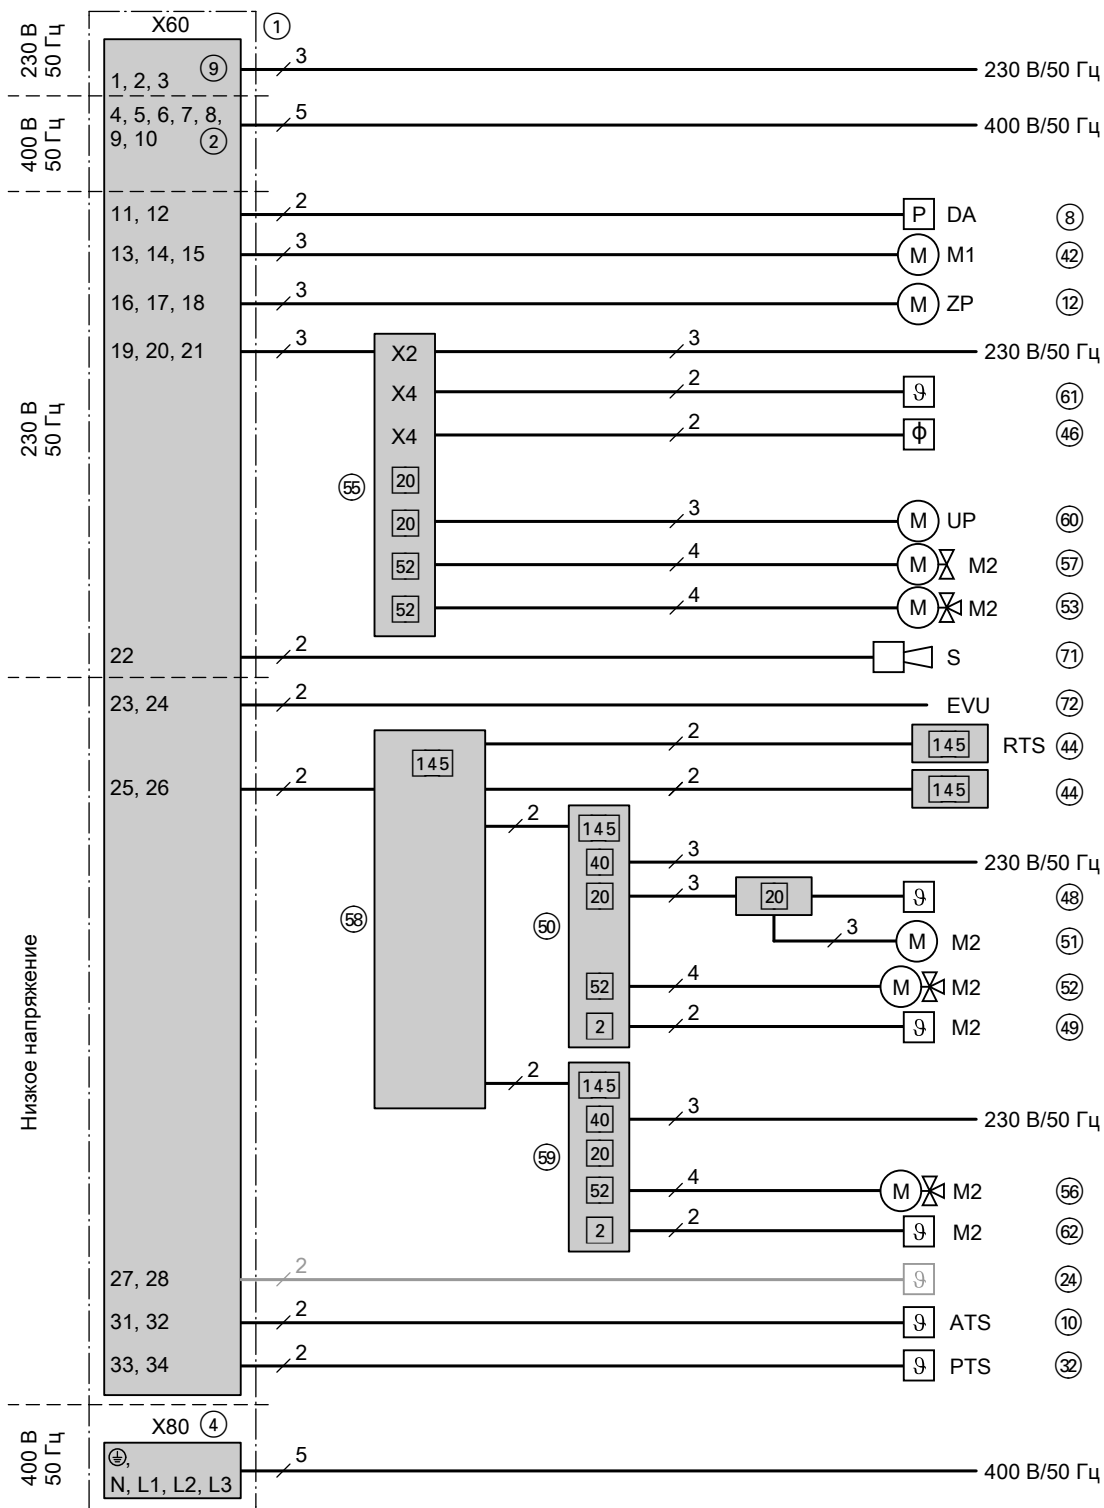 230 В
50 Гц
X60
1
9
3
1, 2, 3
230 В/50 Гц
400 В
50 Гц
4, 5, 6, 7, 8,
9, 10
2
5
400 В/50 Гц
230 В
50 Гц
11, 12
2
P
DA
8
13, 14, 15
3
M
M1
42
16, 17, 18
3
M
ZP
12
19, 20, 21
3
X2
3
230 В/50 Гц
X4
2
ϑ
61
X4
2
ϕ
46
55
20
20
3
M
UP
60
52
4
M
M2
57
52
4
M
M2
53
22
2
S
71
Низкое напряжение
23, 24
2
EVU
72
145
2
145
RTS
44
25, 26
2
2
145
44
58
2
145
40
3
230 В/50 Гц
50
20
3
20
ϑ
48
3
M
M2
51
52
4
M
M2
52
2
2
ϑ
M2
49
2
145
40
3
230 В/50 Гц
59
20
52
4
M
M2
56
2
2
ϑ
M2
62
27, 28
2
ϑ
24
31, 32
2
ϑ
ATS
10
33, 34
2
ϑ
PTS
32
400 В
50 Гц
X80
4
⏚,
N, L1, L2, L3
5
400 В/50 Гц